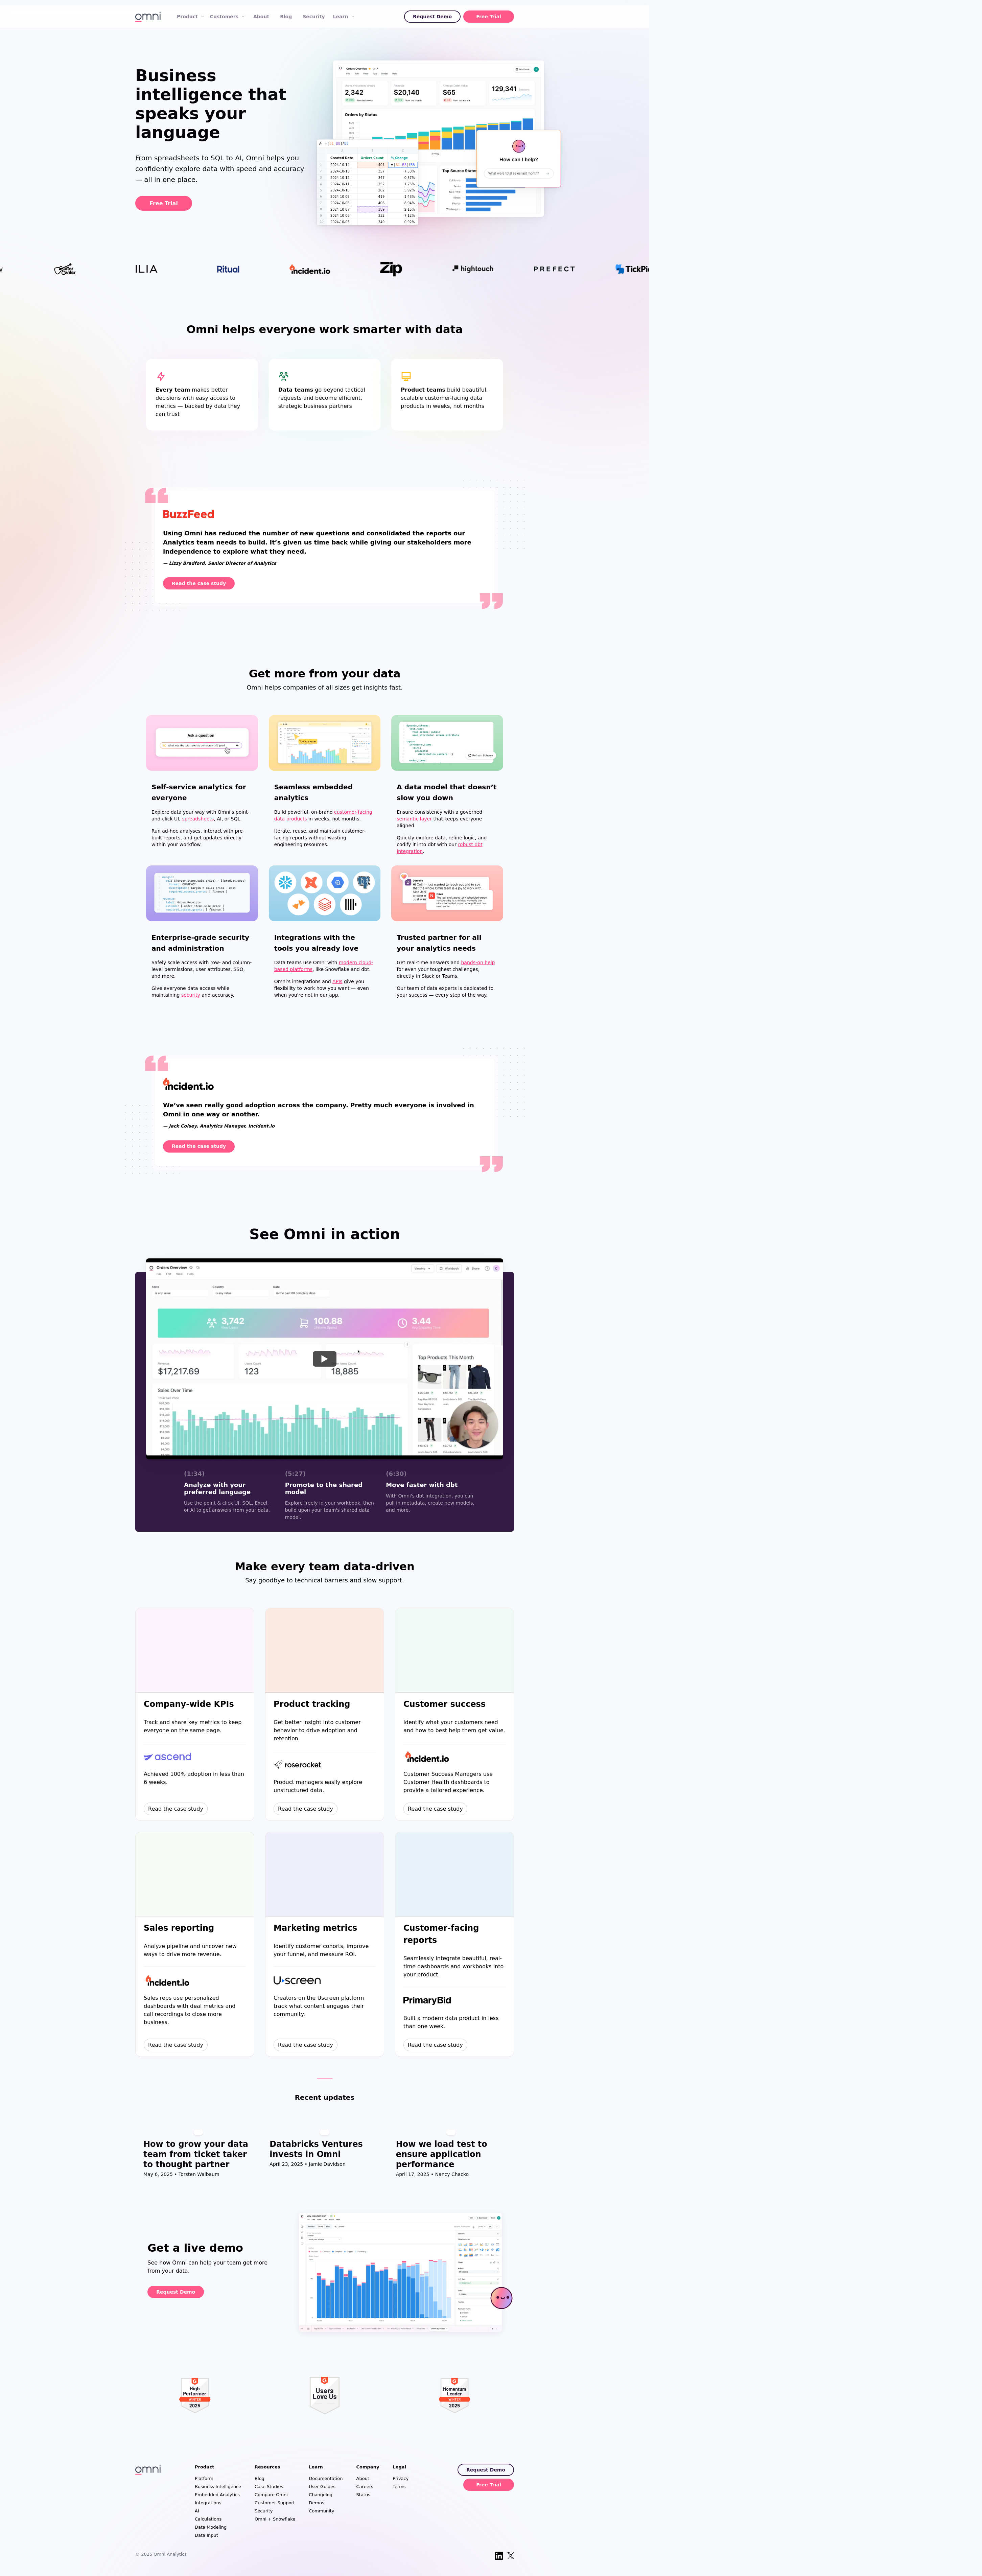 omni Product Customers About Blog Security Learn Request Demo Free Trial
Business
intelligence that
speaks your
language
From spreadsheets to SQL to AI, Omni helps you
confidently explore data with speed and accuracy
— all in one place.
Free Trial
Orders Overview
2,342 $20,140 $65 129,341
Orders by Status
Created Date Orders Count % Change
How can I help?
ILIA Ritual incident.io Zip hightouch PREFECT
Omni helps everyone work smarter with data
Every team makes better
decisions with easy access to
metrics — backed by data they
can trust
Data teams go beyond tactical
requests and become efficient,
strategic business partners
Product teams build beautiful,
scalable customer-facing data
products in weeks, not months
BuzzFeed
Using Omni has reduced the number of new questions and consolidated the reports our
Analytics team needs to build. It’s given us time back while giving our stakeholders more
independence to explore what they need.
— Lizzy Bradford, Senior Director of Analytics
Read the case study
Get more from your data
Omni helps companies of all sizes get insights fast.
Ask a question
Self-service analytics for
everyone
Explore data your way with Omni's point-
and-click UI, spreadsheets, AI, or SQL.
Run ad-hoc analyses, interact with pre-
built reports, and get updates directly
within your workflow.
Seamless embedded
analytics
Build powerful, on-brand customer-facing
data products in weeks, not months.
Iterate, reuse, and maintain customer-
facing reports without wasting
engineering resources.
A data model that doesn’t
slow you down
Ensure consistency with a governed
semantic layer that keeps everyone
aligned.
Quickly explore data, refine logic, and
codify it into dbt with our robust dbt
integration.
Enterprise-grade security
and administration
Safely scale access with row- and column-
level permissions, user attributes, SSO,
and more.
Give everyone data access while
maintaining security and accuracy.
Integrations with the
tools you already love
Data teams use Omni with modern cloud-
based platforms, like Snowflake and dbt.
Omni's integrations and APIs give you
flexibility to work how you want — even
when you're not in our app.
Trusted partner for all
your analytics needs
Get real-time answers and hands-on help
for even your toughest challenges,
directly in Slack or Teams.
Our team of data experts is dedicated to
your success — every step of the way.
incident.io
We’ve seen really good adoption across the company. Pretty much everyone is involved in
Omni in one way or another.
— Jack Colsey, Analytics Manager, Incident.io
Read the case study
See Omni in action
Orders Overview
3,742 100.88 3.44
$17,217.69 123 18,885
Top Products This Month
Sales Over Time
(1:34)
Analyze with your
preferred language
Use the point & click UI, SQL, Excel,
or AI to get answers from your data.
(5:27)
Promote to the shared
model
Explore freely in your workbook, then
build upon your team's shared data
model.
(6:30)
Move faster with dbt
With Omni's dbt integration, you can
pull in metadata, create new models,
and more.
Make every team data-driven
Say goodbye to technical barriers and slow support.
Company-wide KPIs
Track and share key metrics to keep
everyone on the same page.
ascend
Achieved 100% adoption in less than
6 weeks.
Read the case study
Product tracking
Get better insight into customer
behavior to drive adoption and
retention.
roserocket
Product managers easily explore
unstructured data.
Read the case study
Customer success
Identify what your customers need
and how to best help them get value.
incident.io
Customer Success Managers use
Customer Health dashboards to
provide a tailored experience.
Read the case study
Sales reporting
Analyze pipeline and uncover new
ways to drive more revenue.
incident.io
Sales reps use personalized
dashboards with deal metrics and
call recordings to close more
business.
Read the case study
Marketing metrics
Identify customer cohorts, improve
your funnel, and measure ROI.
Uscreen
Creators on the Uscreen platform
track what content engages their
community.
Read the case study
Customer-facing
reports
Seamlessly integrate beautiful, real-
time dashboards and workbooks into
your product.
PrimaryBid
Built a modern data product in less
than one week.
Read the case study
Recent updates
How to grow your data
team from ticket taker
to thought partner
May 6, 2025 • Torsten Walbaum
Databricks Ventures
invests in Omni
April 23, 2025 • Jamie Davidson
How we load test to
ensure application
performance
April 17, 2025 • Nancy Chacko
Get a live demo
See how Omni can help your team get more
from your data.
Request Demo
High
Performer
WINTER
2025
Users
Love Us
Momentum
Leader
WINTER
2025
omni
Product
Platform
Business Intelligence
Embedded Analytics
Integrations
AI
Calculations
Data Modeling
Data Input
Resources
Blog
Case Studies
Compare Omni
Customer Support
Security
Omni + Snowflake
Learn
Documentation
User Guides
Changelog
Demos
Community
Company
About
Careers
Status
Legal
Privacy
Terms
Request Demo
Free Trial
© 2025 Omni Analytics